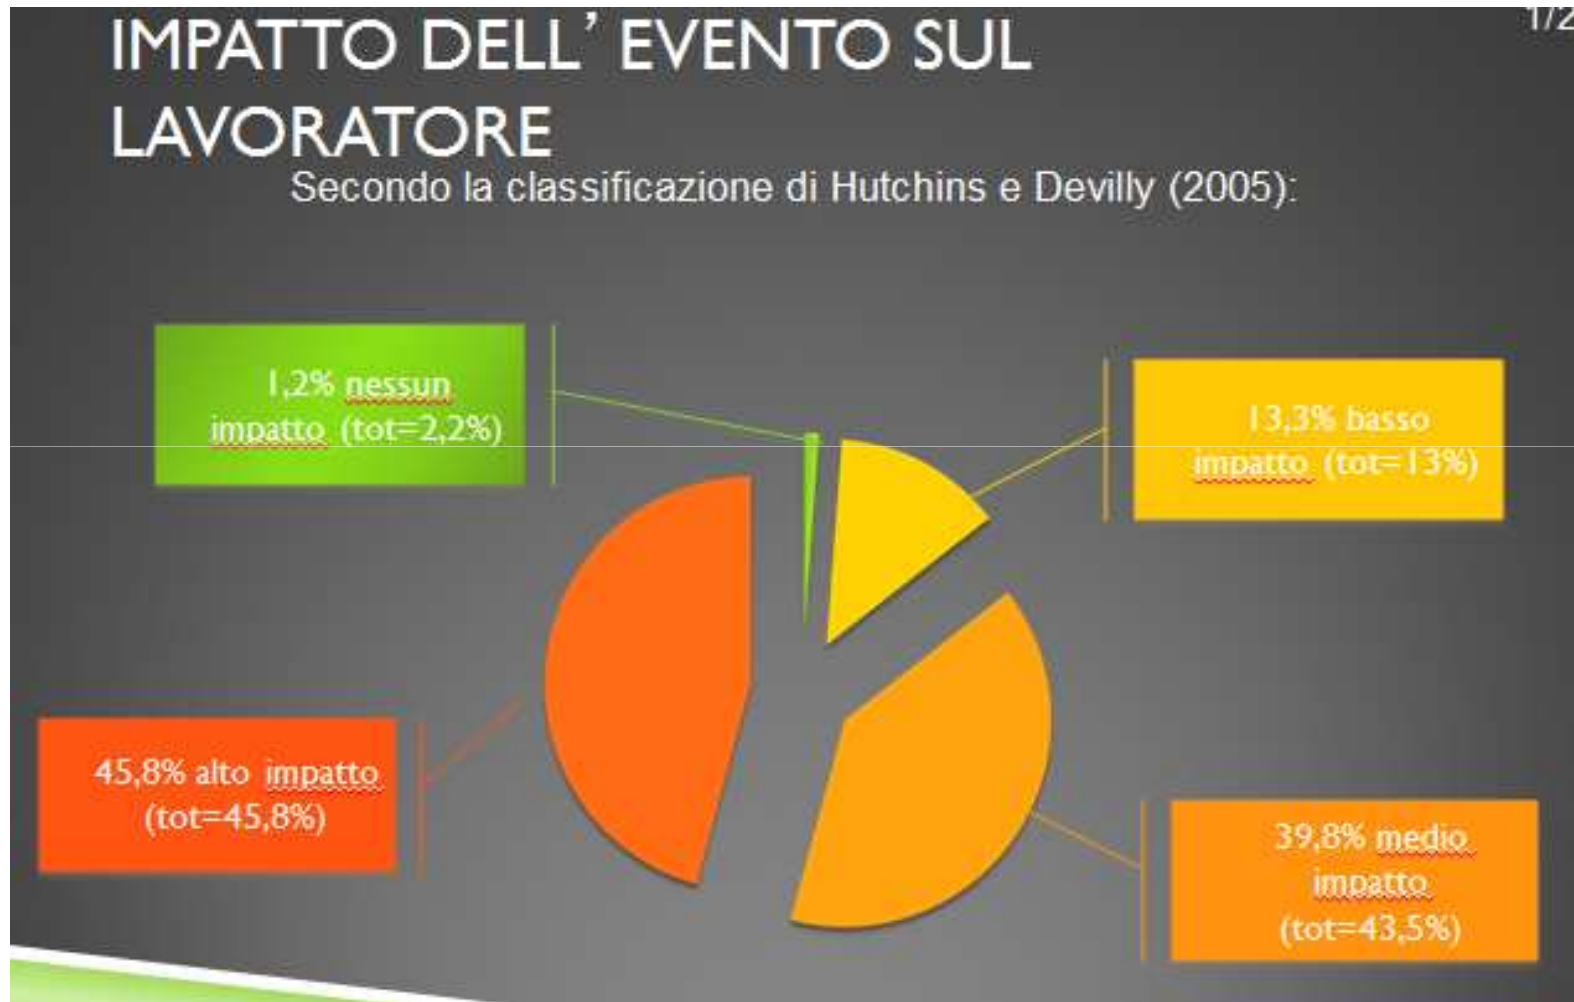 1/2
IMPATTO DELL’ EVENTO SUL
LAVORATORE
Secondo la classificazione di Hutchins e Devilly (2005):
1,2% nessun
impatto (tot=2,2%)
13,3% basso
impatto (tot=13%)
45,8% alto impatto
(tot=45,8%)
39,8% medio
impatto
(tot=43,5%)